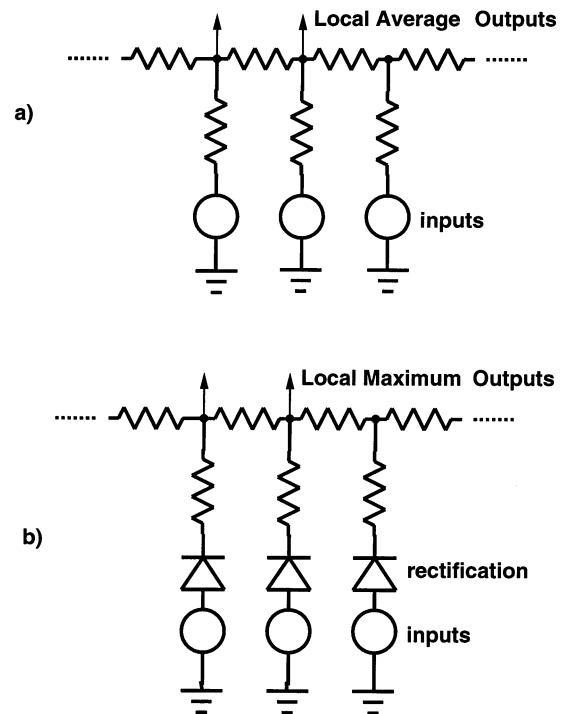 Local Average Outputs
a)
inputs
Local Maximum Outputs
b)
rectification
inputs